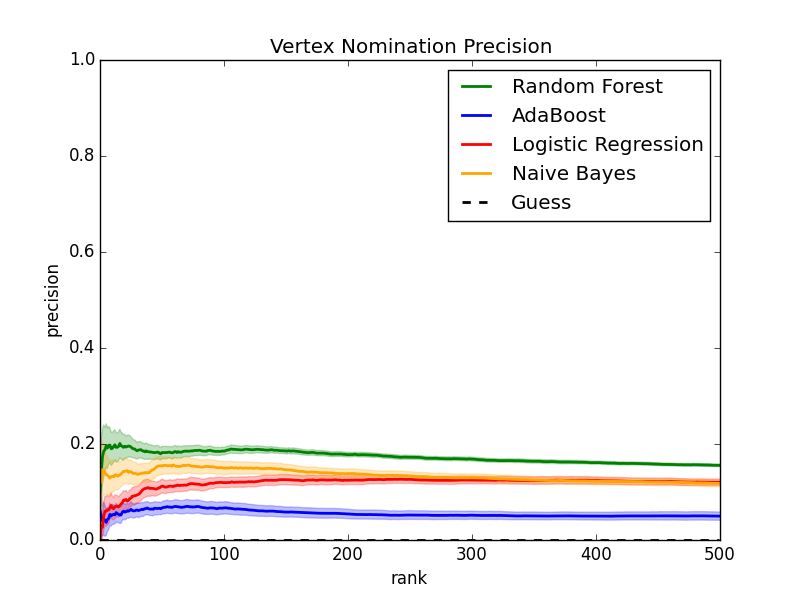 Vertex Nomination Precision
1.0
0.8
0.6
0.4
0.2
0.0
precision
Random Forest
AdaBoost
Logistic Regression
Naive Bayes
Guess
0 100 200 300 400 500
rank